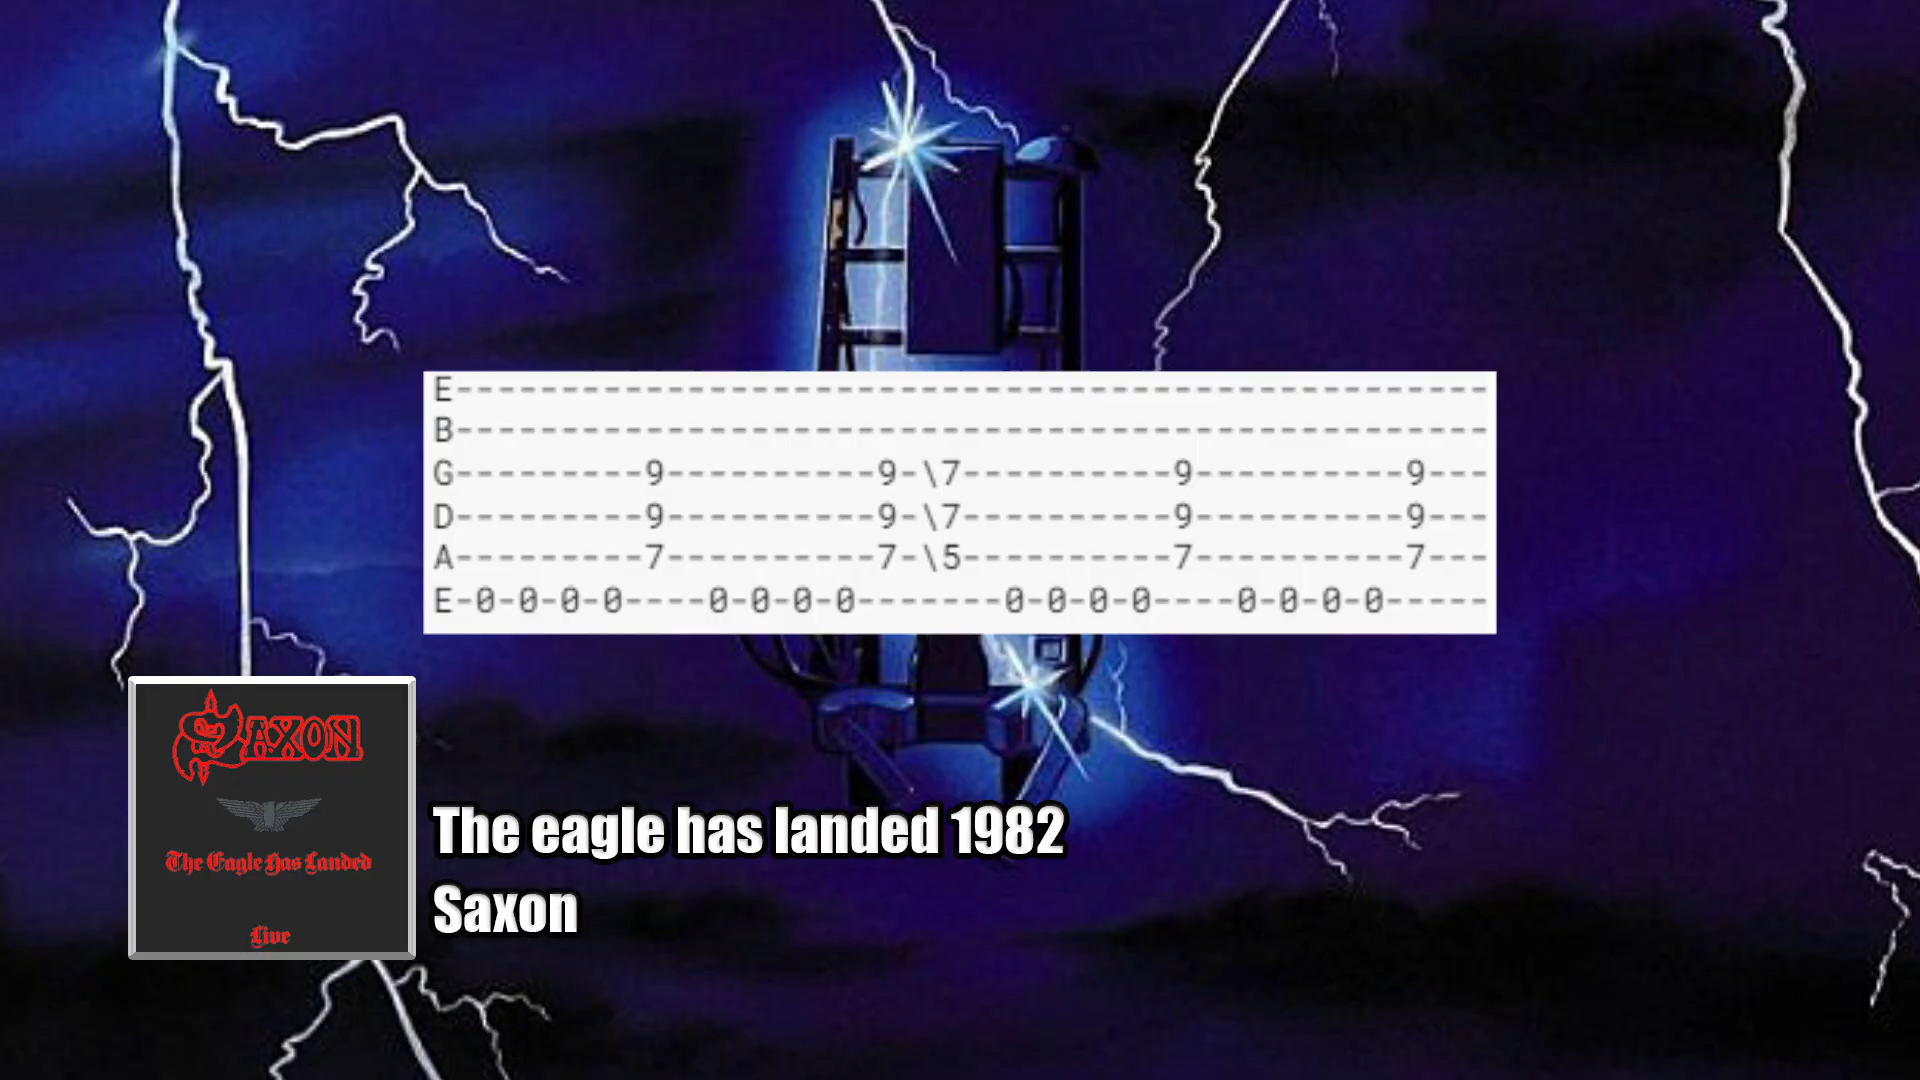 E-------------------------------------------------
B-------------------------------------------------
G---------9----------9-\7----------9----------9---
D---------9----------9-\7----------9----------9---
A---------7----------7-\5----------7----------7---
E-0-0-0-0----0-0-0-0-------0-0-0-0----0-0-0-0-----
SAXON
The Eagle Has Landed
Live
The eagle has landed 1982
Saxon